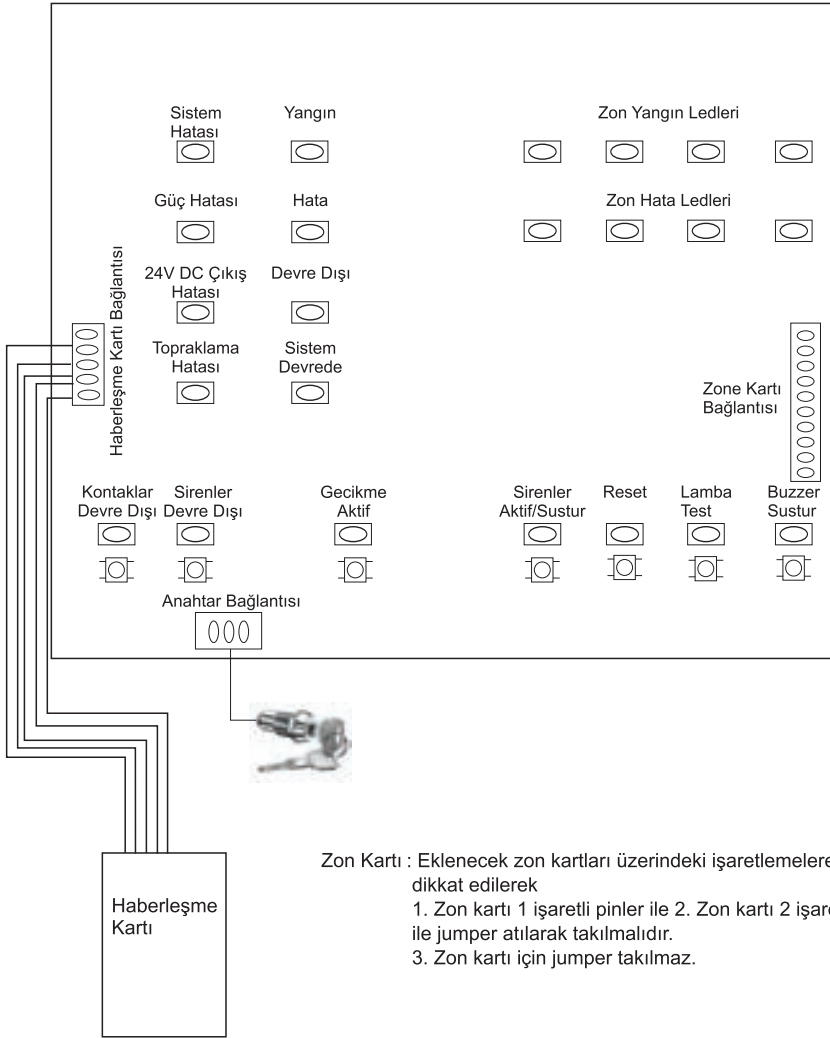 Sistem
Hatası
Yangın
Zon Yangın Ledleri
Güç Hatası
Hata
Zon Hata Ledleri
24V DC Çıkış
Hatası
Devre Dışı
Haberleşme Kartı Bağlantısı
Topraklama
Hatası
Sistem
Devrede
Zone Kartı
Bağlantısı
Kontaklar
Devre Dışı
Sirenler
Devre Dışı
Gecikme
Aktif
Sirenler
Aktif/Sustur
Reset
Lamba
Test
Buzzer
Sustur
Anahtar Bağlantısı
Haberleşme
Kartı
Zon Kartı : Eklenecek zon kartları üzerindeki işaretlemelere
dikkat edilerek
1. Zon kartı 1 işaretli pinler ile 2. Zon kartı 2 işare
ile jumper atılarak takılmalıdır.
3. Zon kartı için jumper takılmaz.